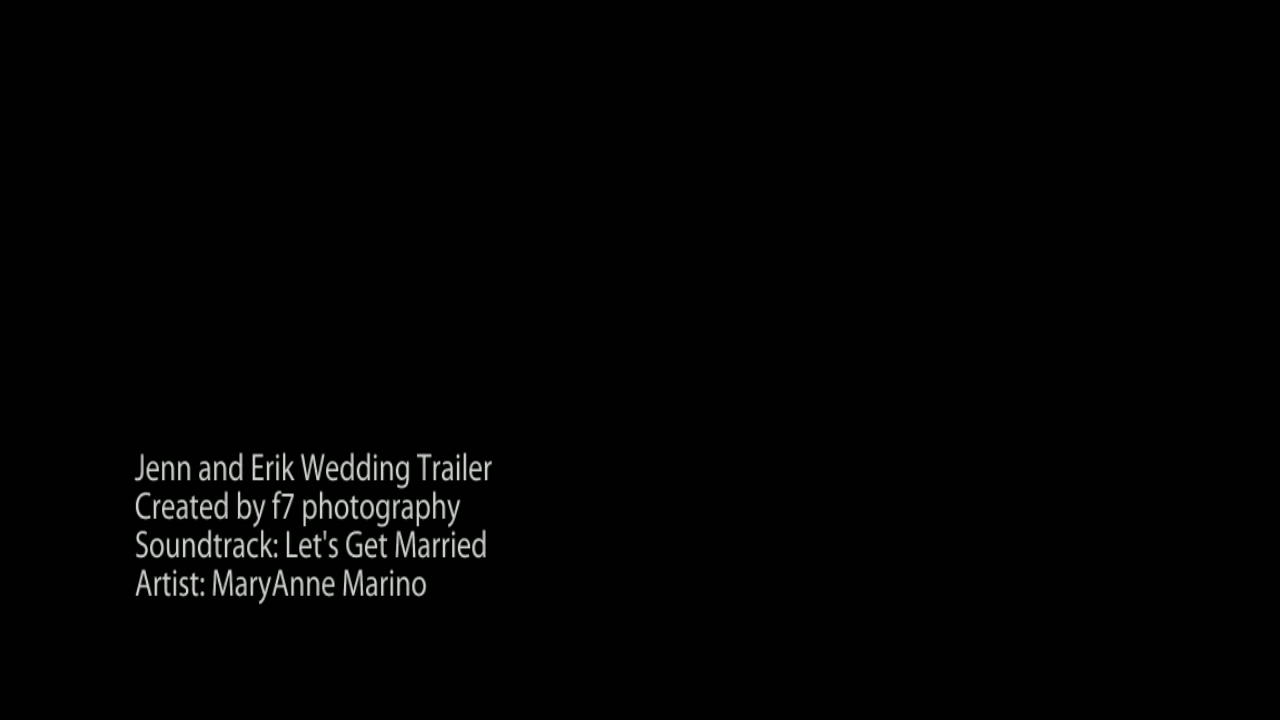 Jenn and Erik Wedding Trailer
Created by f7 photography
Soundtrack: Let's Get Married
Artist: MaryAnne Marino